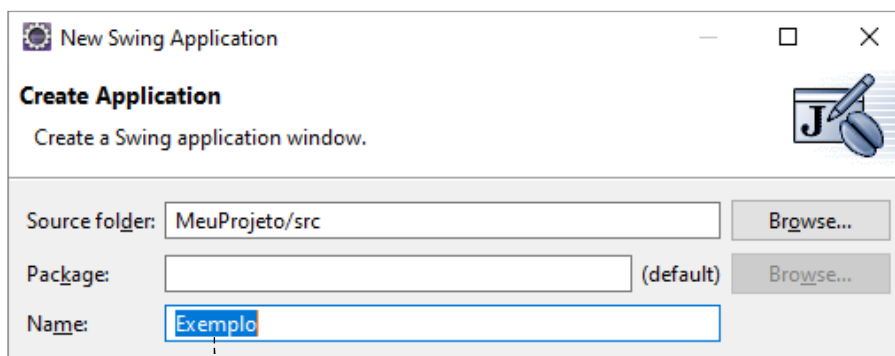 New Swing Application
Create Application
Create a Swing application window.
J
Source folder: MeuProjeto/src Browse...
Package: (default) Browse...
Name: Exemplo